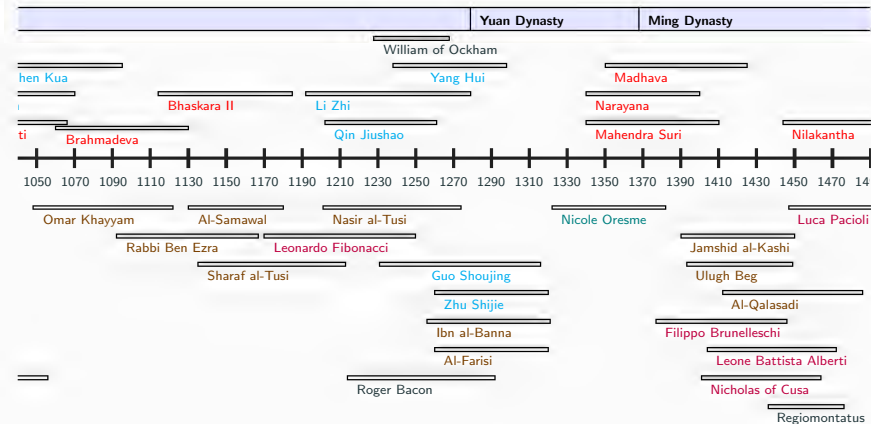 Yuan Dynasty Ming Dynasty
William of Ockham
hen Kua Yang Hui Madhava
Bhaskara II Li Zhi Narayana
ti Brahmadeva Qin Jiushao Mahendra Suri Nilakantha
1050 1070 1090 1110 1130 1150 1170 1190 1210 1230 1250 1270 1290 1310 1330 1350 1370 1390 1410 1430 1450 1470 149
Omar Khayyam Al-Samawal Nasir al-Tusi Nicole Oresme Luca Pacioli
Rabbi Ben Ezra Leonardo Fibonacci Jamshid al-Kashi
Sharaf al-Tusi Guo Shoujing Ulugh Beg
Zhu Shijie Al-Qalasadi
Ibn al-Banna Filippo Brunelleschi
Al-Farisi Leone Battista Alberti
Roger Bacon Nicholas of Cusa
Regiomontatus